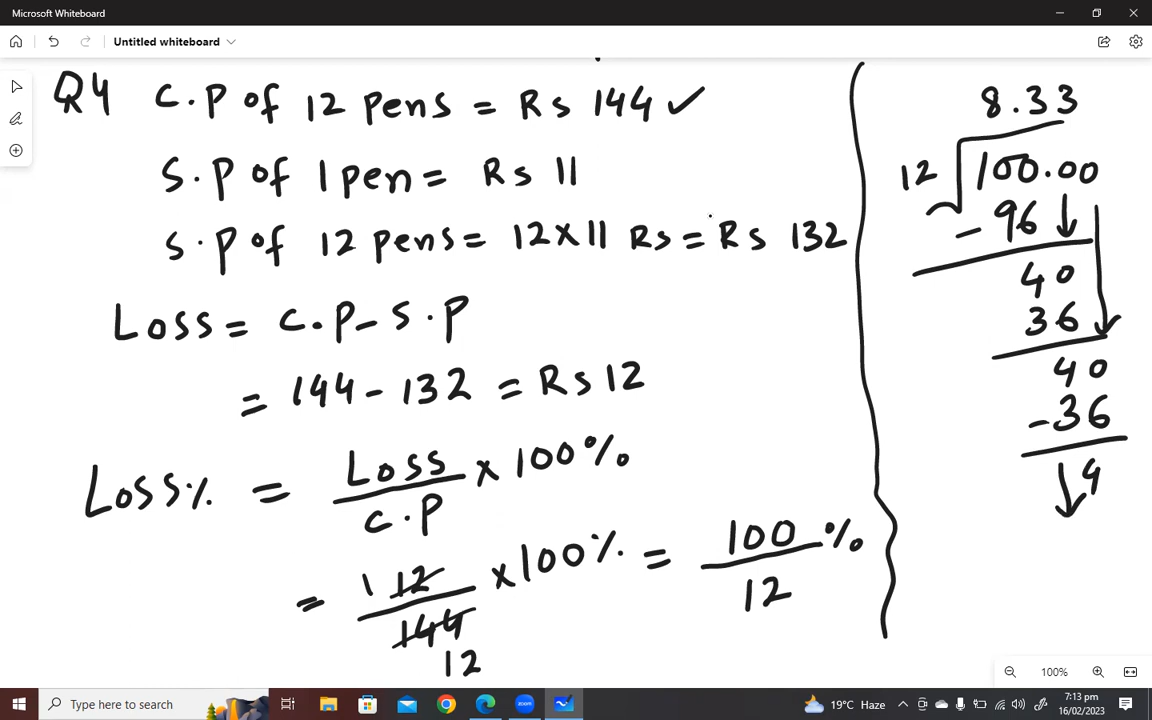 Microsoft Whiteboard
Untitled whiteboard
Q4 C.P of 12 pens = Rs 144 ✓
S.P of 1 pen = Rs 11
S.P of 12 pens = 12 x 11 Rs = Rs 132
Loss = C.P - S.P
= 144 - 132 = Rs 12
Loss% = Loss/C.P x 100%
= 1 12/144 12 x 100% = 100/12 %
8.33
12 100.00
- 96
40
36
40
- 36
4
100%
Type here to search
zoom
19°C Haze
7:13 pm
16/02/2023